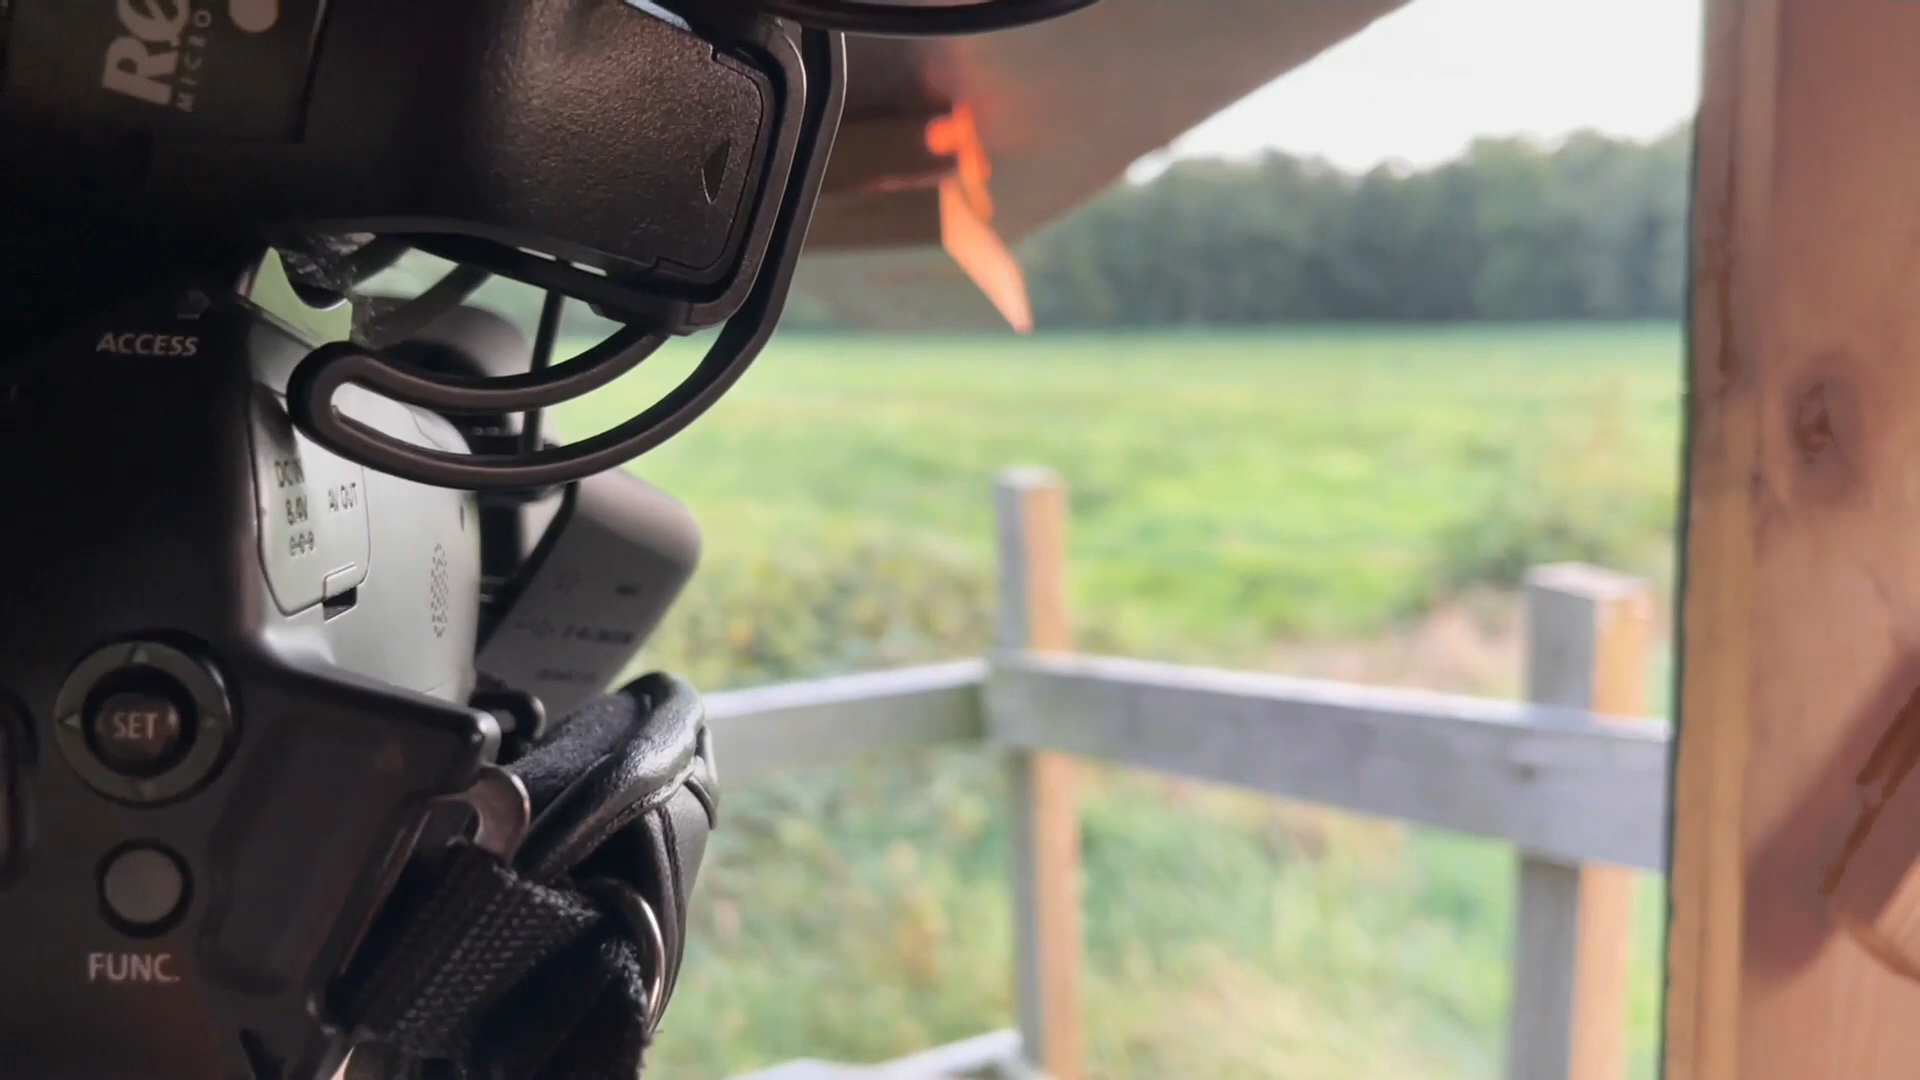 RØ
MICRO
ACCESS
DC IN
8.4V
AV OUT
SET
FUNC.